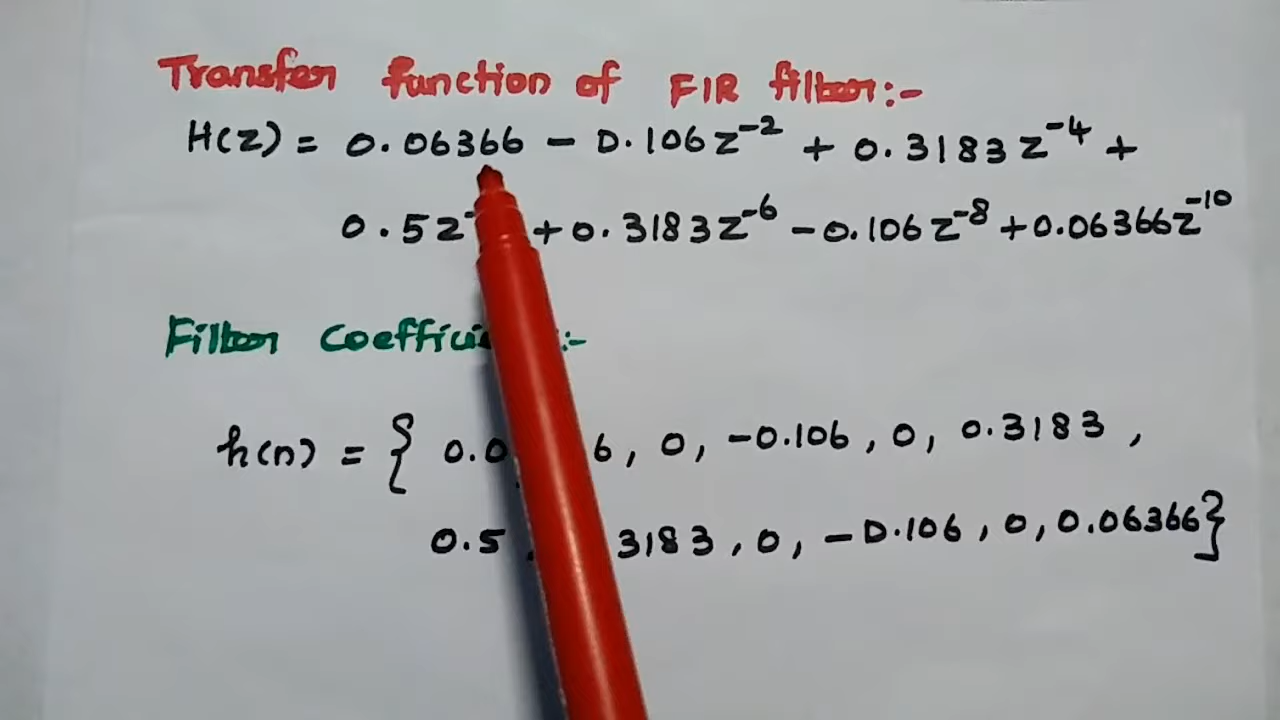 Transfer function of FIR filter:-
H(z) = 0.06366 - 0.106z⁻² + 0.3183z⁻⁴ +
0.5z⁻ + 0.3183z⁻⁶ - 0.106z⁻⁸ + 0.06366z⁻¹⁰
Filter :-
h(n) = { 0.0 6, 0, -0.106, 0, 0.3183,
0.5 3183, 0, -0.106, 0, 0.06366}